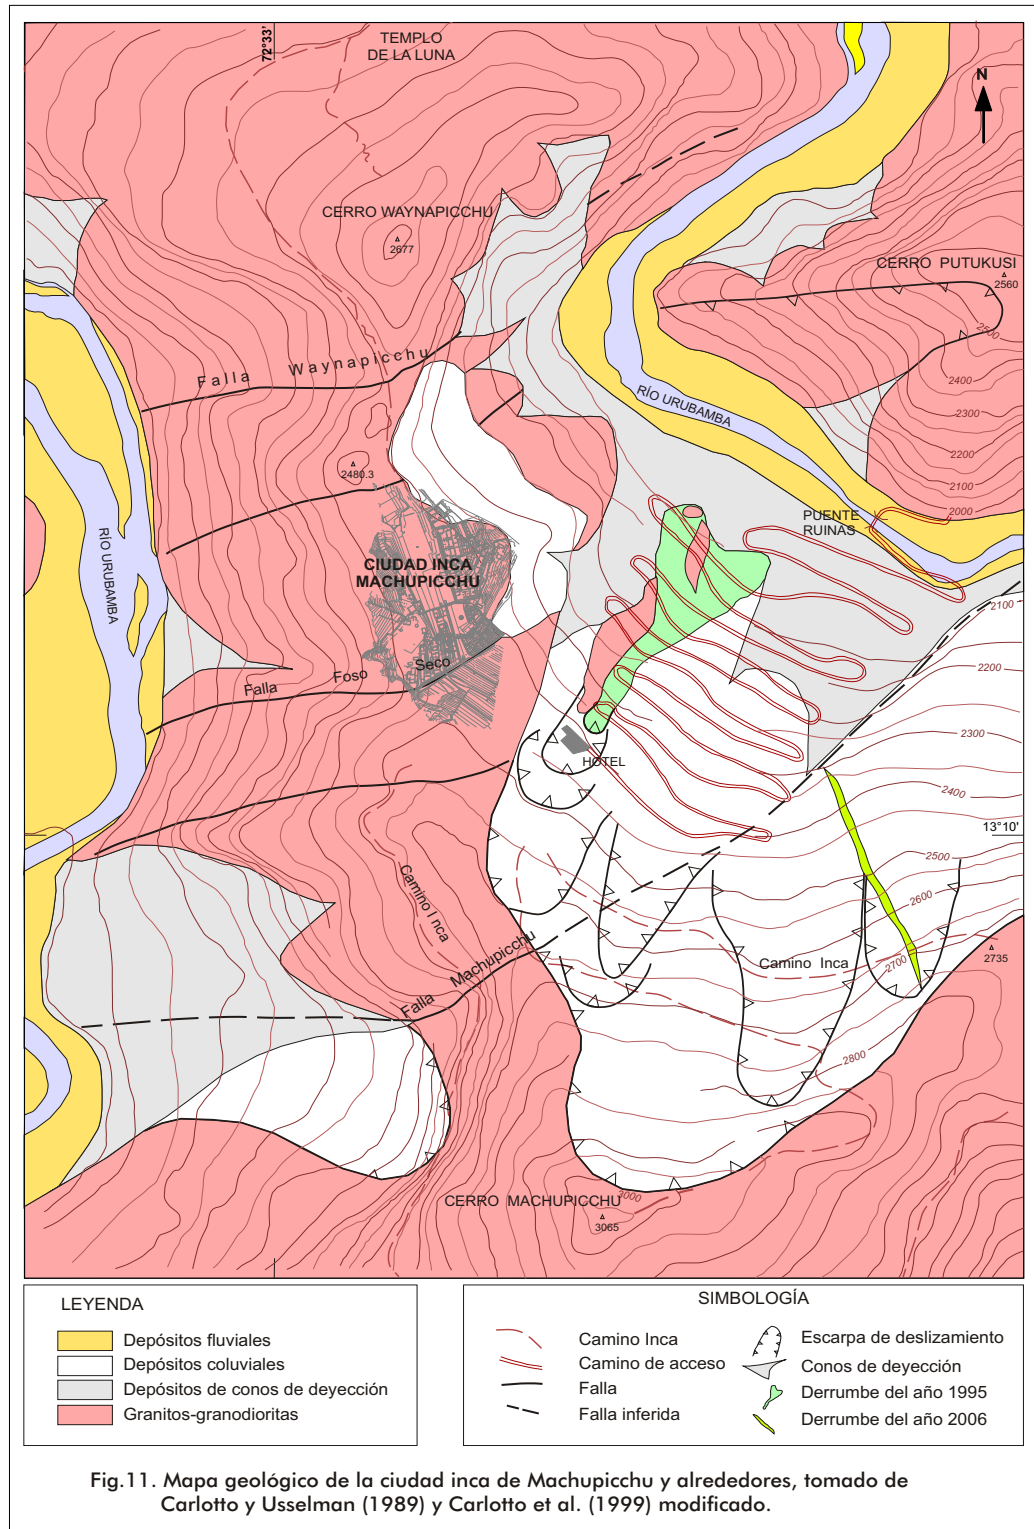 72°33'
TEMPLO
DE LA LUNA
N
CERRO WAYNAPICCHU
2677
CERRO PUTUKUSI
2560
2500
2400
2300
2200
2100
2000
Falla Waynapicchu
RÍO URUBAMBA
2480.3
PUENTE
RUINAS
CIUDAD INCA
MACHUPICCHU
RÍO URUBAMBA
2100
2200
Falla Foso Seco
2300
HOTEL
2400
13°10'
2500
2600
Camino Inca
Falla Machupicchu
Camino Inca
2700
2735
2800
CERRO MACHUPICCHU
3000
3065
LEYENDA
Depósitos fluviales
Depósitos coluviales
Depósitos de conos de deyección
Granitos-granodioritas
SIMBOLOGÍA
Camino Inca
Camino de acceso
Falla
Falla inferida
Escarpa de deslizamiento
Conos de deyección
Derrumbe del año 1995
Derrumbe del año 2006
Fig.11. Mapa geológico de la ciudad inca de Machupicchu y alrededores, tomado de
Carlotto y Usselman (1989) y Carlotto et al. (1999) modificado.